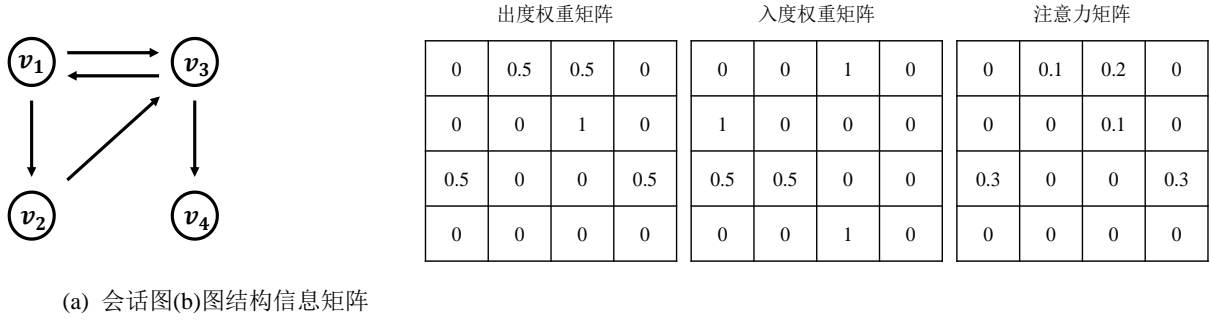 出度权重矩阵 入度权重矩阵 注意力矩阵
v₁ v₃
v₂ v₄
0 0.5 0.5 0 0 0 1 0 0 0.1 0.2 0
0 0 1 0 1 0 0 0 0 0 0.1 0
0.5 0 0 0.5 0.5 0.5 0 0 0.3 0 0 0.3
0 0 0 0 0 0 1 0 0 0 0 0
(a) 会话图(b)图结构信息矩阵